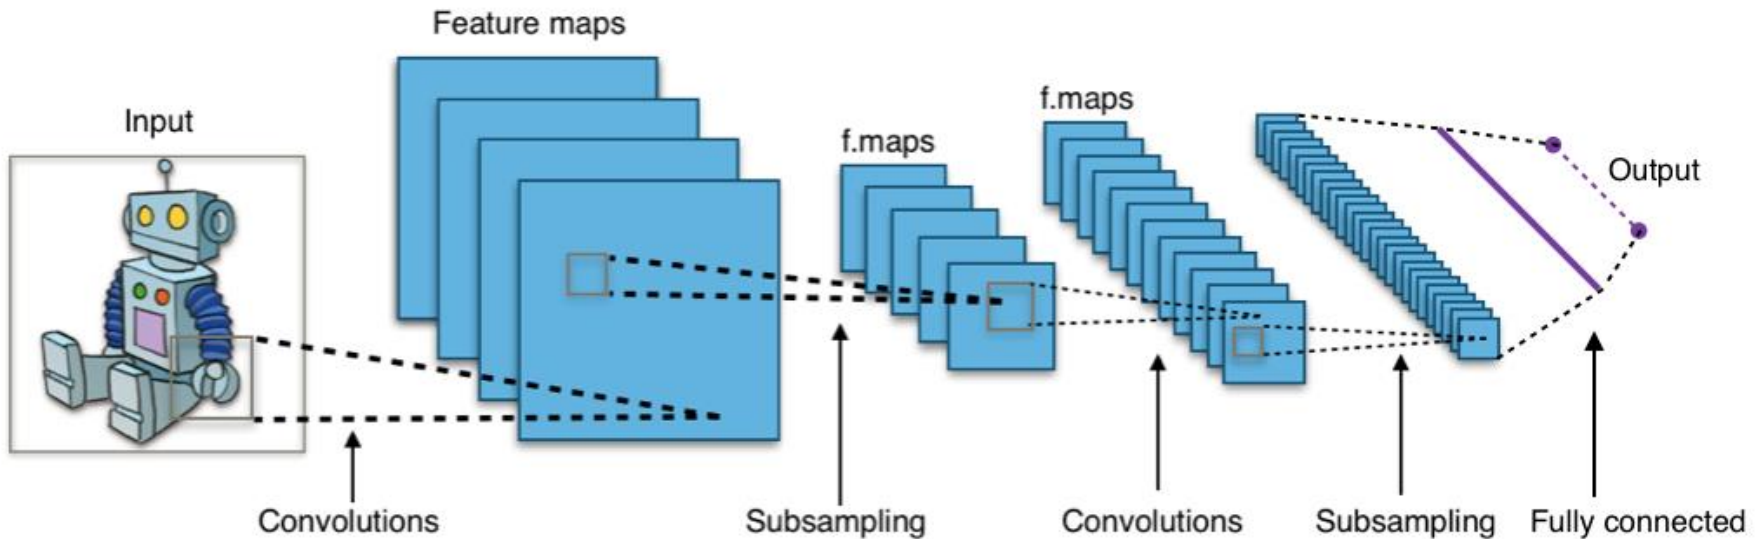 Feature maps
f.maps
Input
f.maps
Output
Convolutions
Subsampling
Convolutions
Subsampling
Fully connected